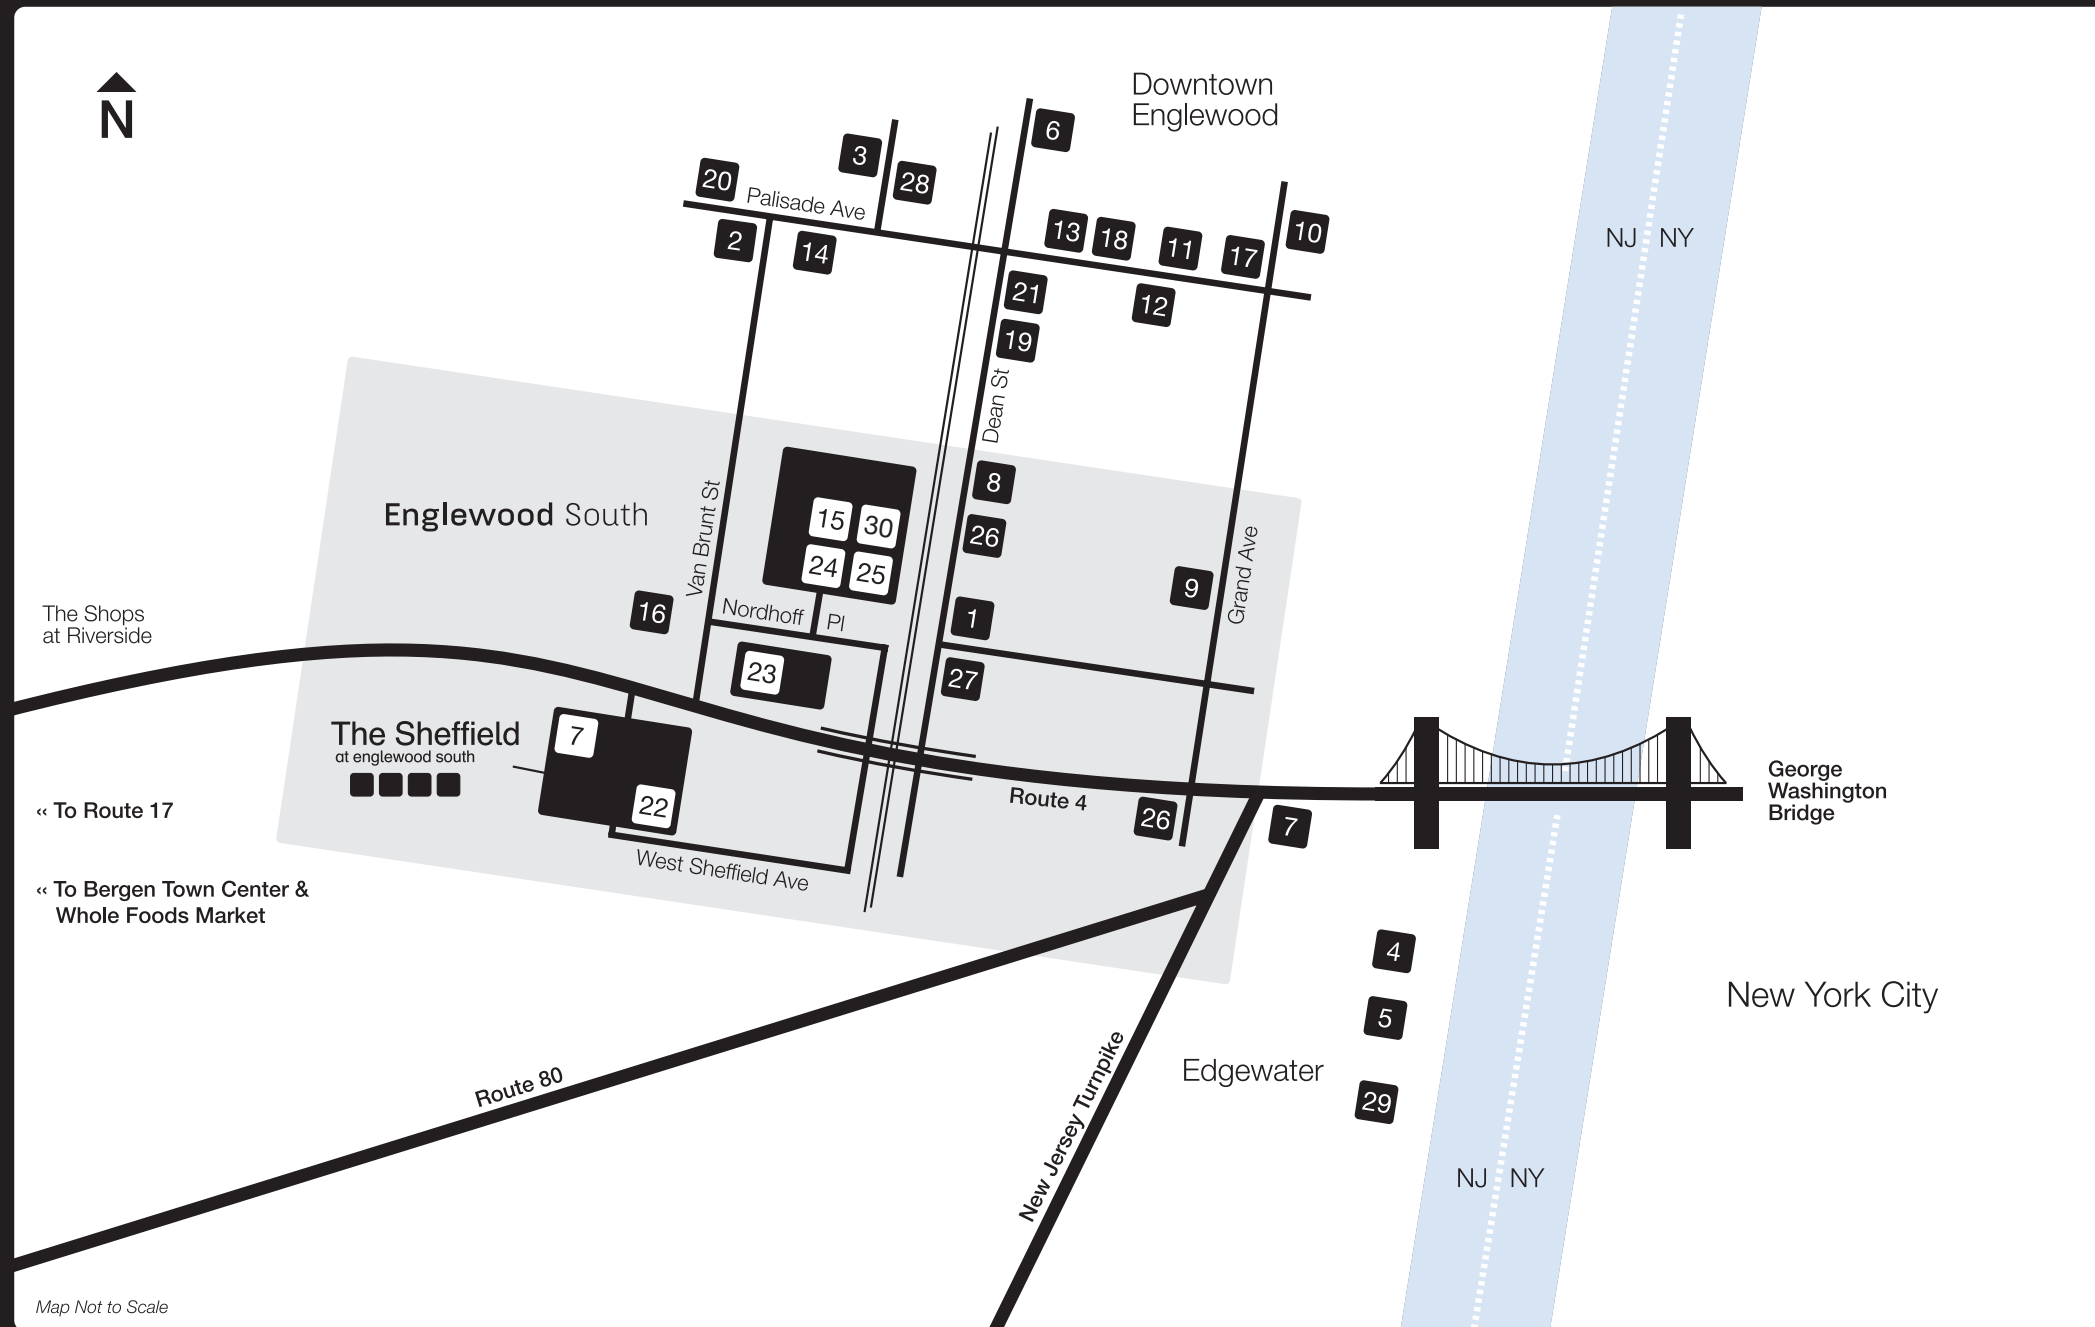 N
Downtown
Englewood
6
3
28
20
Palisade Ave
2
14
13
18
11
17
10
12
21
19
NJ
NY
Dean St
8
26
15
30
24
25
Englewood South
Van Brunt St
16
Nordhoff
Pl
1
9
Grand Ave
The Shops
at Riverside
23
27
The Sheffield
at englewood south
7
22
West Sheffield Ave
Route 4
26
7
George
Washington
Bridge
‹‹ To Route 17
‹‹ To Bergen Town Center &
Whole Foods Market
4
5
29
Edgewater
New York City
Route 80
New Jersey Turnpike
NJ
NY
Map Not to Scale